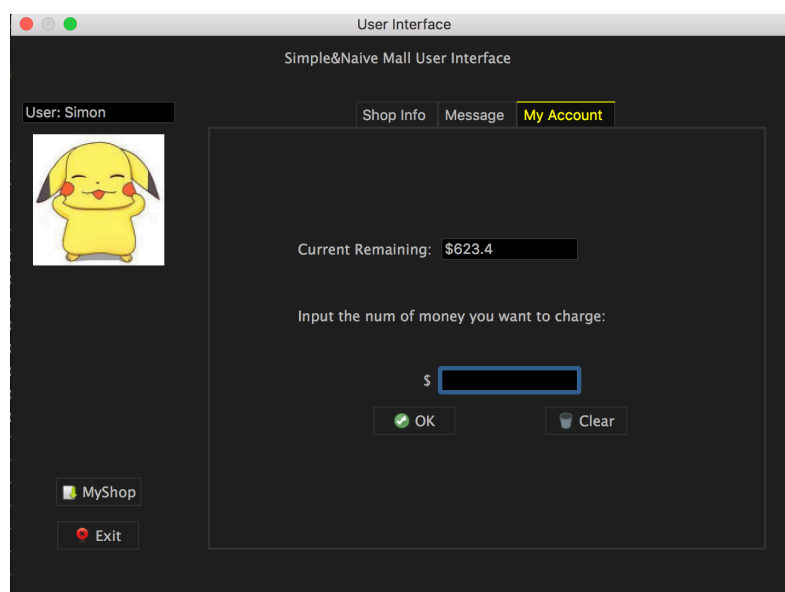 User Interface
Simple&Naive Mall User Interface
User: Simon
Shop Info Message My Account
Current Remaining: $623.4
Input the num of money you want to charge:
$
OK Clear
MyShop
Exit